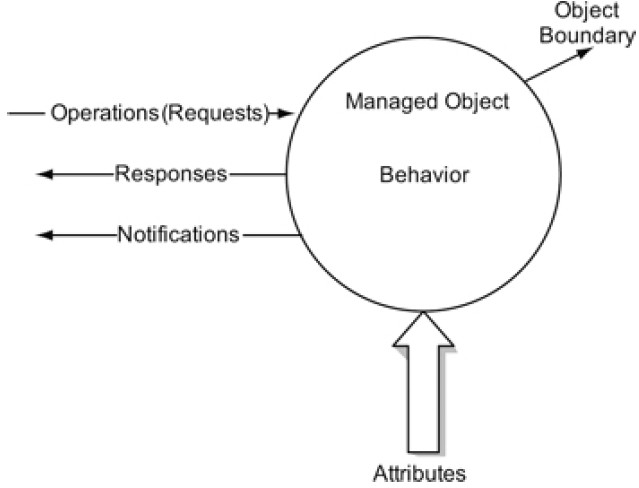 Object
Boundary
Managed Object
Operations (Requests)
Responses
Behavior
Notifications
Attributes